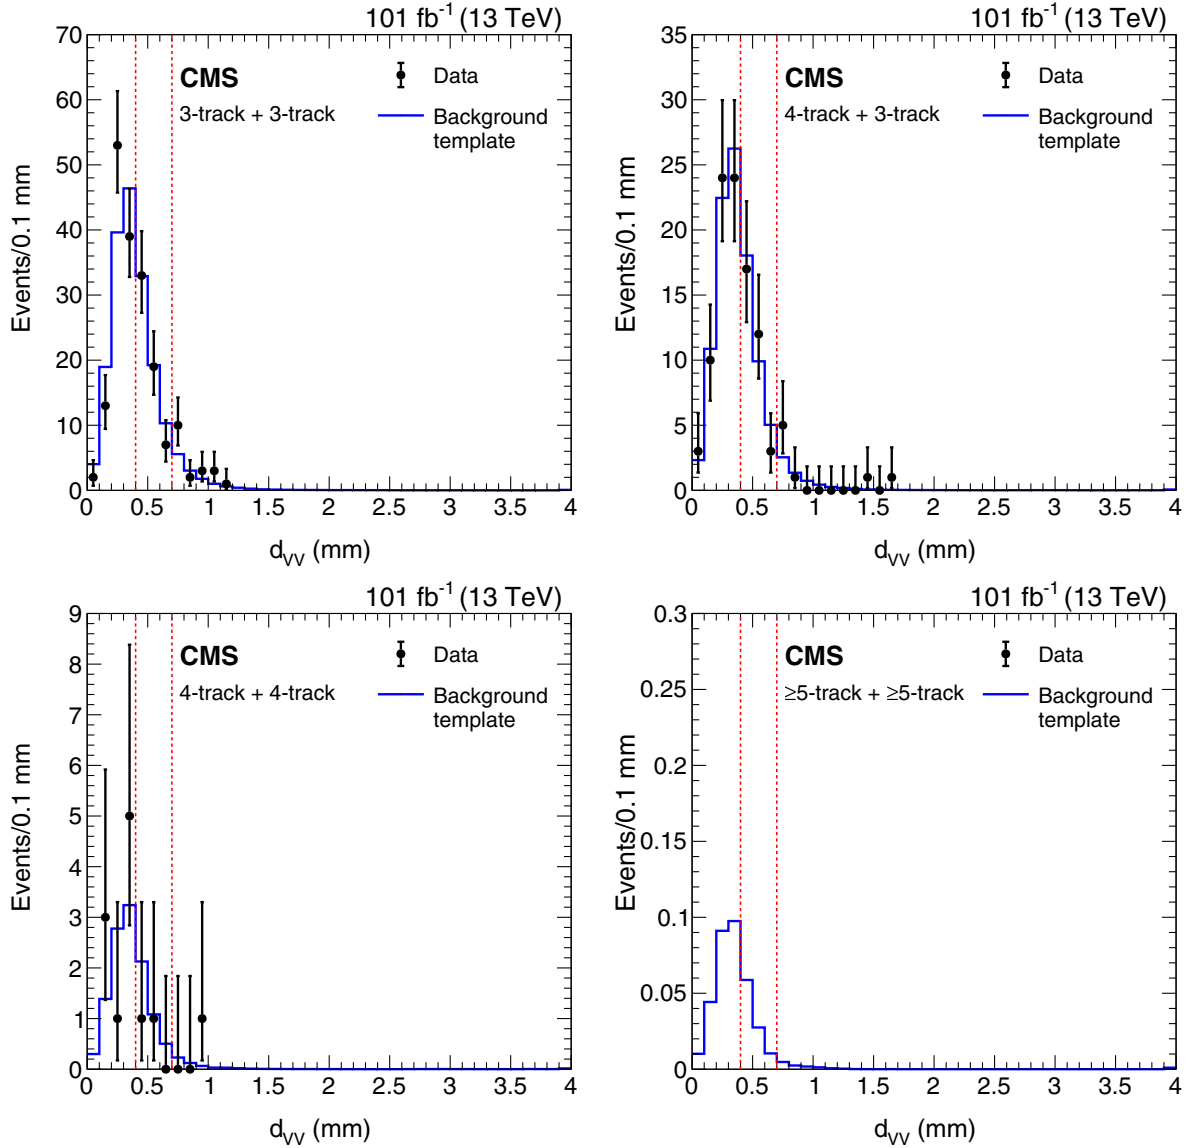 101 fb⁻¹ (13 TeV)
70
60
50
40
30
20
10
0
Events/0.1 mm
CMS
3-track + 3-track
Data
Background
template
0 0.5 1 1.5 2 2.5 3 3.5 4
d_VV (mm)
101 fb⁻¹ (13 TeV)
35
30
25
20
15
10
5
0
Events/0.1 mm
CMS
4-track + 3-track
Data
Background
template
0 0.5 1 1.5 2 2.5 3 3.5 4
d_VV (mm)
101 fb⁻¹ (13 TeV)
9
8
7
6
5
4
3
2
1
0
Events/0.1 mm
CMS
4-track + 4-track
Data
Background
template
0 0.5 1 1.5 2 2.5 3 3.5 4
d_VV (mm)
101 fb⁻¹ (13 TeV)
0.3
0.25
0.2
0.15
0.1
0.05
0
Events/0.1 mm
CMS
≥5-track + ≥5-track
Data
Background
template
0 0.5 1 1.5 2 2.5 3 3.5 4
d_VV (mm)